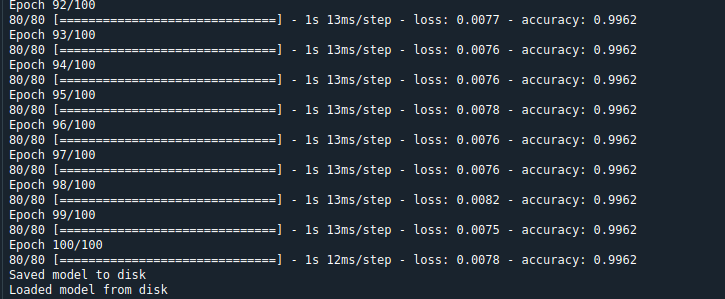 Epoch 92/100
80/80 [==============================] - 1s 13ms/step - loss: 0.0077 - accuracy: 0.9962
Epoch 93/100
80/80 [==============================] - 1s 13ms/step - loss: 0.0076 - accuracy: 0.9962
Epoch 94/100
80/80 [==============================] - 1s 13ms/step - loss: 0.0076 - accuracy: 0.9962
Epoch 95/100
80/80 [==============================] - 1s 13ms/step - loss: 0.0078 - accuracy: 0.9962
Epoch 96/100
80/80 [==============================] - 1s 13ms/step - loss: 0.0076 - accuracy: 0.9962
Epoch 97/100
80/80 [==============================] - 1s 13ms/step - loss: 0.0076 - accuracy: 0.9962
Epoch 98/100
80/80 [==============================] - 1s 13ms/step - loss: 0.0082 - accuracy: 0.9962
Epoch 99/100
80/80 [==============================] - 1s 13ms/step - loss: 0.0075 - accuracy: 0.9962
Epoch 100/100
80/80 [==============================] - 1s 12ms/step - loss: 0.0078 - accuracy: 0.9962
Saved model to disk
Loaded model from disk